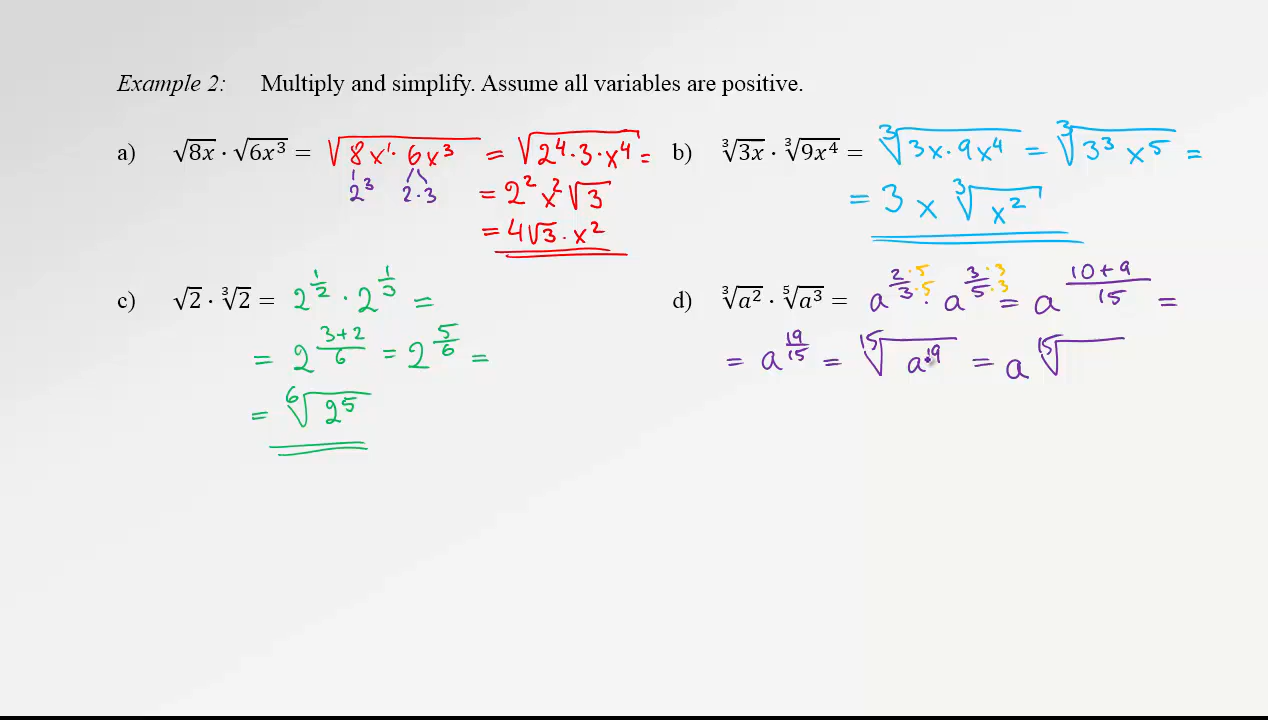 Example 2: Multiply and simplify. Assume all variables are positive.
a) √(8x) · √(6x³) = √(8x¹ · 6x³) = √(2⁴ · 3 · x⁴) =
2³ 2·3
= 2² x² √3
= 4√3 · x²
b) ∛(3x) · ∛(9x⁴) = ∛(3x · 9x⁴) = ∛(3³ x⁵) =
= 3 x ∛(x²)
c) √2 · ∛2 = 2^(1/2) · 2^(1/3) =
= 2^((3+2)/6) = 2^(5/6) =
= ⁶√(2⁵)
d) ∛(a²) · ⁵√(a³) = a^((2·5)/(3·5)) · a^((3·3)/(5·3)) = a^((10+9)/15) =
= a^(19/15) = ¹⁵√(a¹⁹) = a ¹⁵√